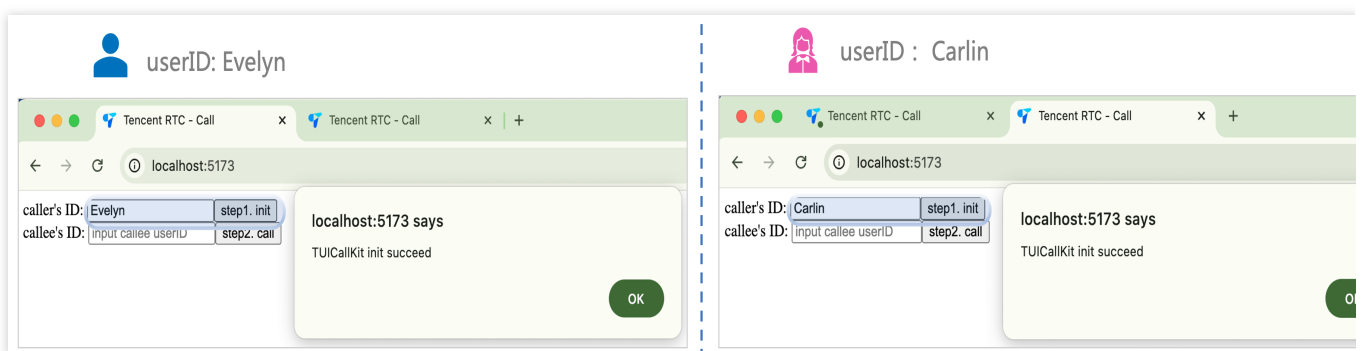 userID: Evelyn
Tencent RTC - Call
Tencent RTC - Call
localhost:5173
caller's ID: Evelyn step1. init
callee's ID: input callee userID step2. call
localhost:5173 says
TUICallKit init succeed
OK
userID : Carlin
Tencent RTC - Call
Tencent RTC - Call
localhost:5173
caller's ID: Carlin step1. init
callee's ID: input callee userID step2. call
localhost:5173 says
TUICallKit init succeed